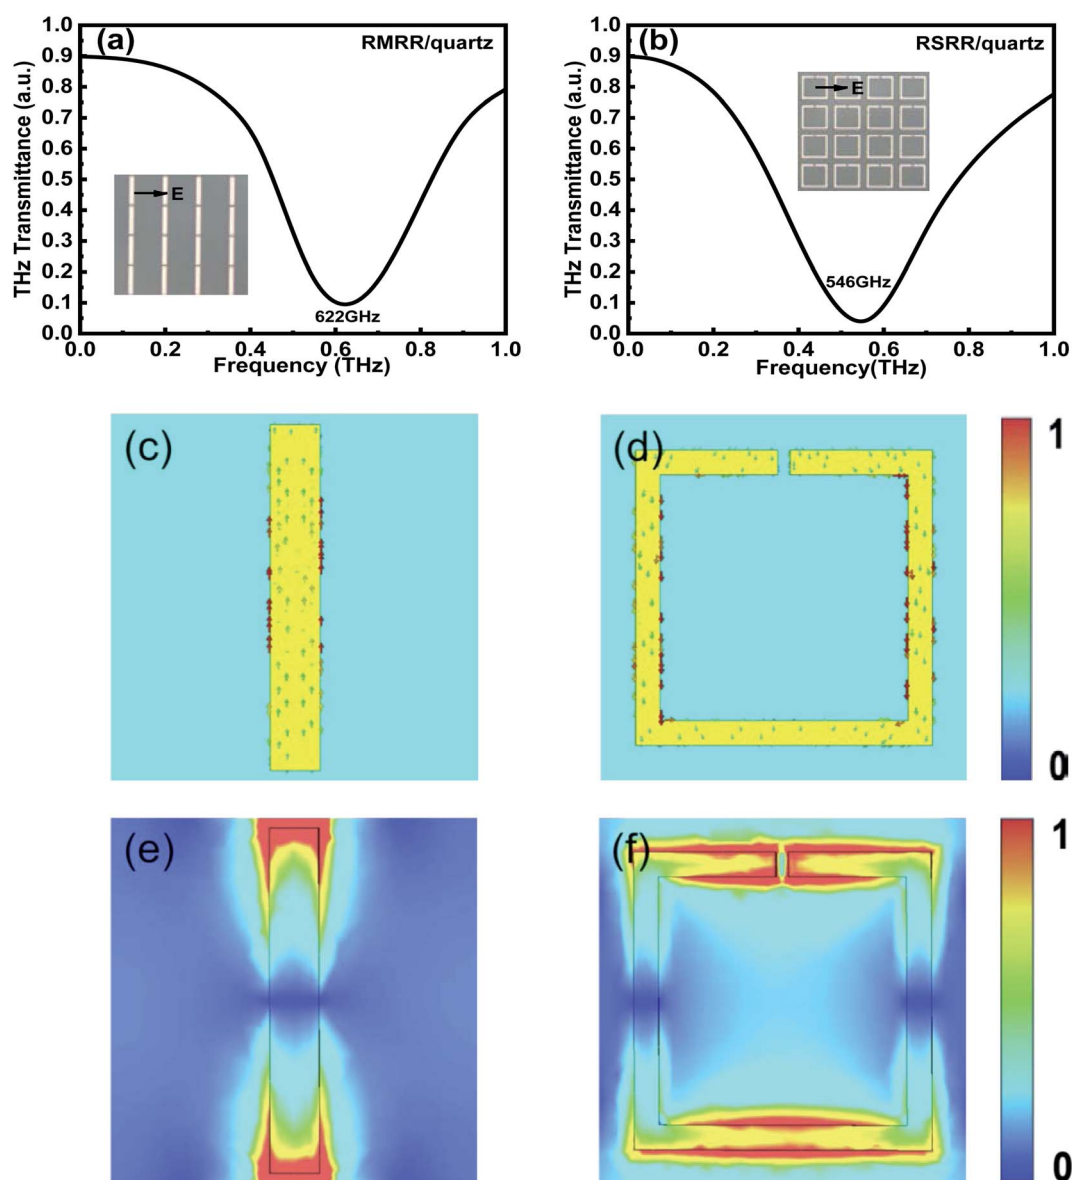 (a) RMRR/quartz
THz Transmittance (a.u.)
1.0
0.9
0.8
0.7
0.6
0.5
0.4
0.3
0.2
0.1
0.0
E
622GHz
0.0 0.2 0.4 0.6 0.8 1.0
Frequency (THz)
(b) RSRR/quartz
THz Transmittance (a.u.)
1.0
0.9
0.8
0.7
0.6
0.5
0.4
0.3
0.2
0.1
0.0
E
546GHz
0.0 0.2 0.4 0.6 0.8 1.0
Frequency(THz)
(c)
(d)
1
0
(e)
(f)
1
0